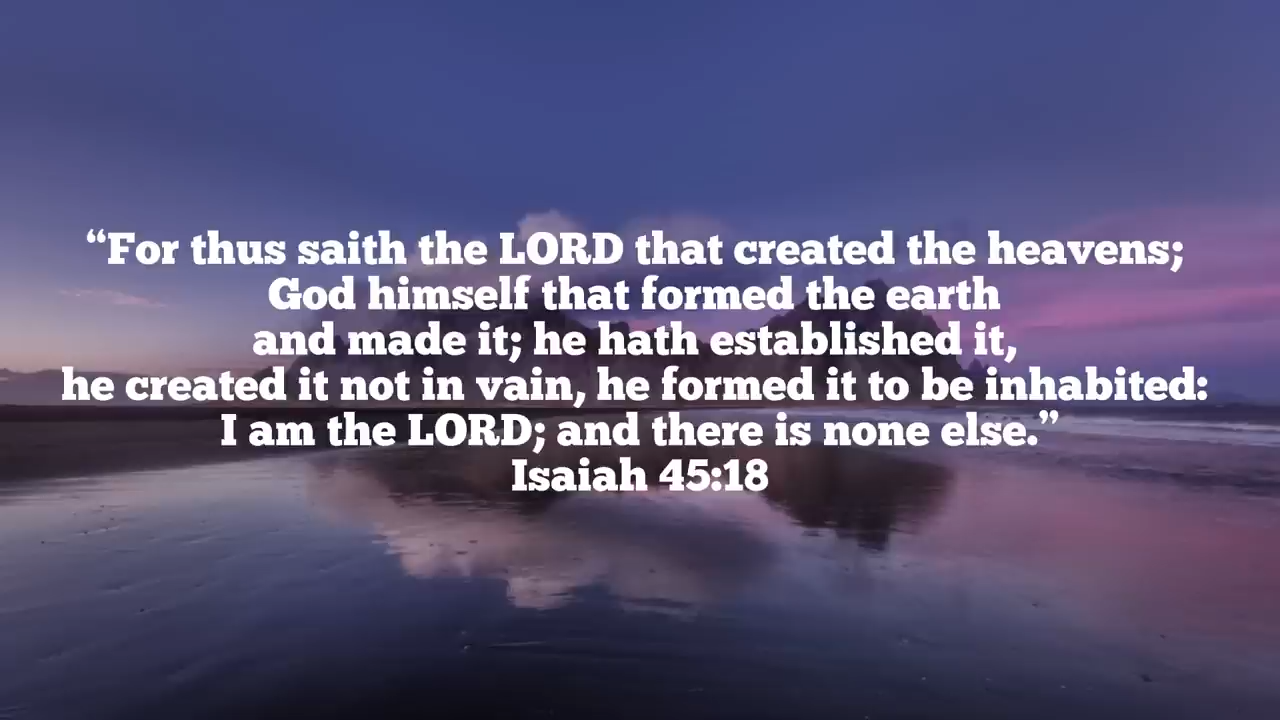 “For thus saith the LORD that created the heavens;
God himself that formed the earth
and made it; he hath established it,
he created it not in vain, he formed it to be inhabited:
I am the LORD; and there is none else.”
Isaiah 45:18